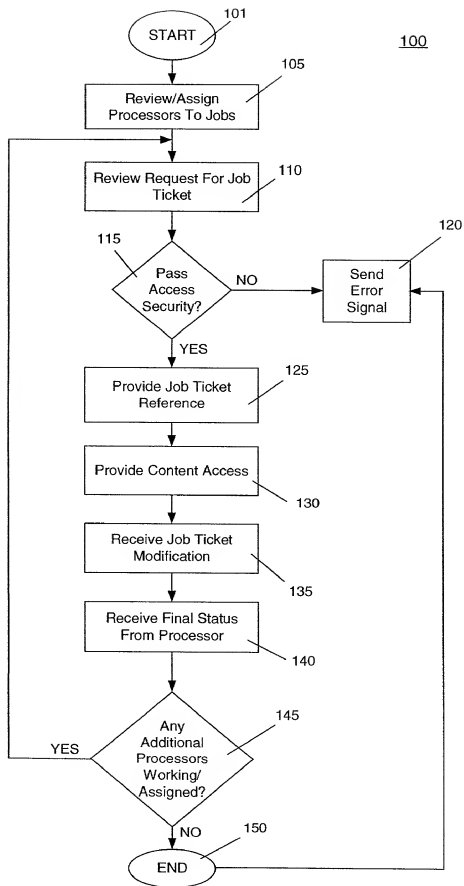 101
START
100
105
Review/Assign
Processors To Jobs
Review Request For Job
Ticket
110
115
120
Pass
Access
Security?
NO
Send
Error
Signal
YES
125
Provide Job Ticket
Reference
Provide Content Access
130
Receive Job Ticket
Modification
135
Receive Final Status
From Processor
140
145
Any
Additional
Processors
Working/
Assigned?
YES
NO
150
END